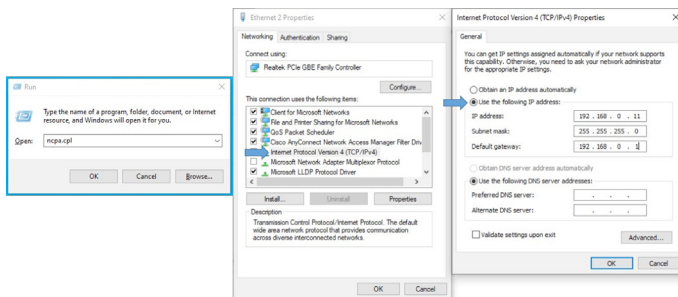 Run
Type the name of a program, folder, document, or Internet
resource, and Windows will open it for you.
Open:
ncpa.cpl
OK
Cancel
Browse...
Ethernet 2 Properties
Networking
Authentication
Sharing
Connect using:
Realtek PCIe GBE Family Controller
Configure...
This connection uses the following items:
Client for Microsoft Networks
File and Printer Sharing for Microsoft Networks
QoS Packet Scheduler
Cisco AnyConnect Network Access Manager Filter Driv
Internet Protocol Version 4 (TCP/IPv4)
Microsoft Network Adapter Multiplexor Protocol
Microsoft LLDP Protocol Driver
Install...
Uninstall
Properties
Description
Transmission Control Protocol/Internet Protocol. The default
wide area network protocol that provides communication
across diverse interconnected networks.
OK
Cancel
Internet Protocol Version 4 (TCP/IPv4) Properties
General
You can get IP settings assigned automatically if your network supports
this capability. Otherwise, you need to ask your network administrator
for the appropriate IP settings.
Obtain an IP address automatically
Use the following IP address:
IP address:
192 . 168 . 0 . 11
Subnet mask:
255 . 255 . 255 . 0
Default gateway:
192 . 168 . 0 . 1
Obtain DNS server address automatically
Use the following DNS server addresses:
Preferred DNS server:
. . .
Alternate DNS server:
. . .
Validate settings upon exit
Advanced...
OK
Cancel